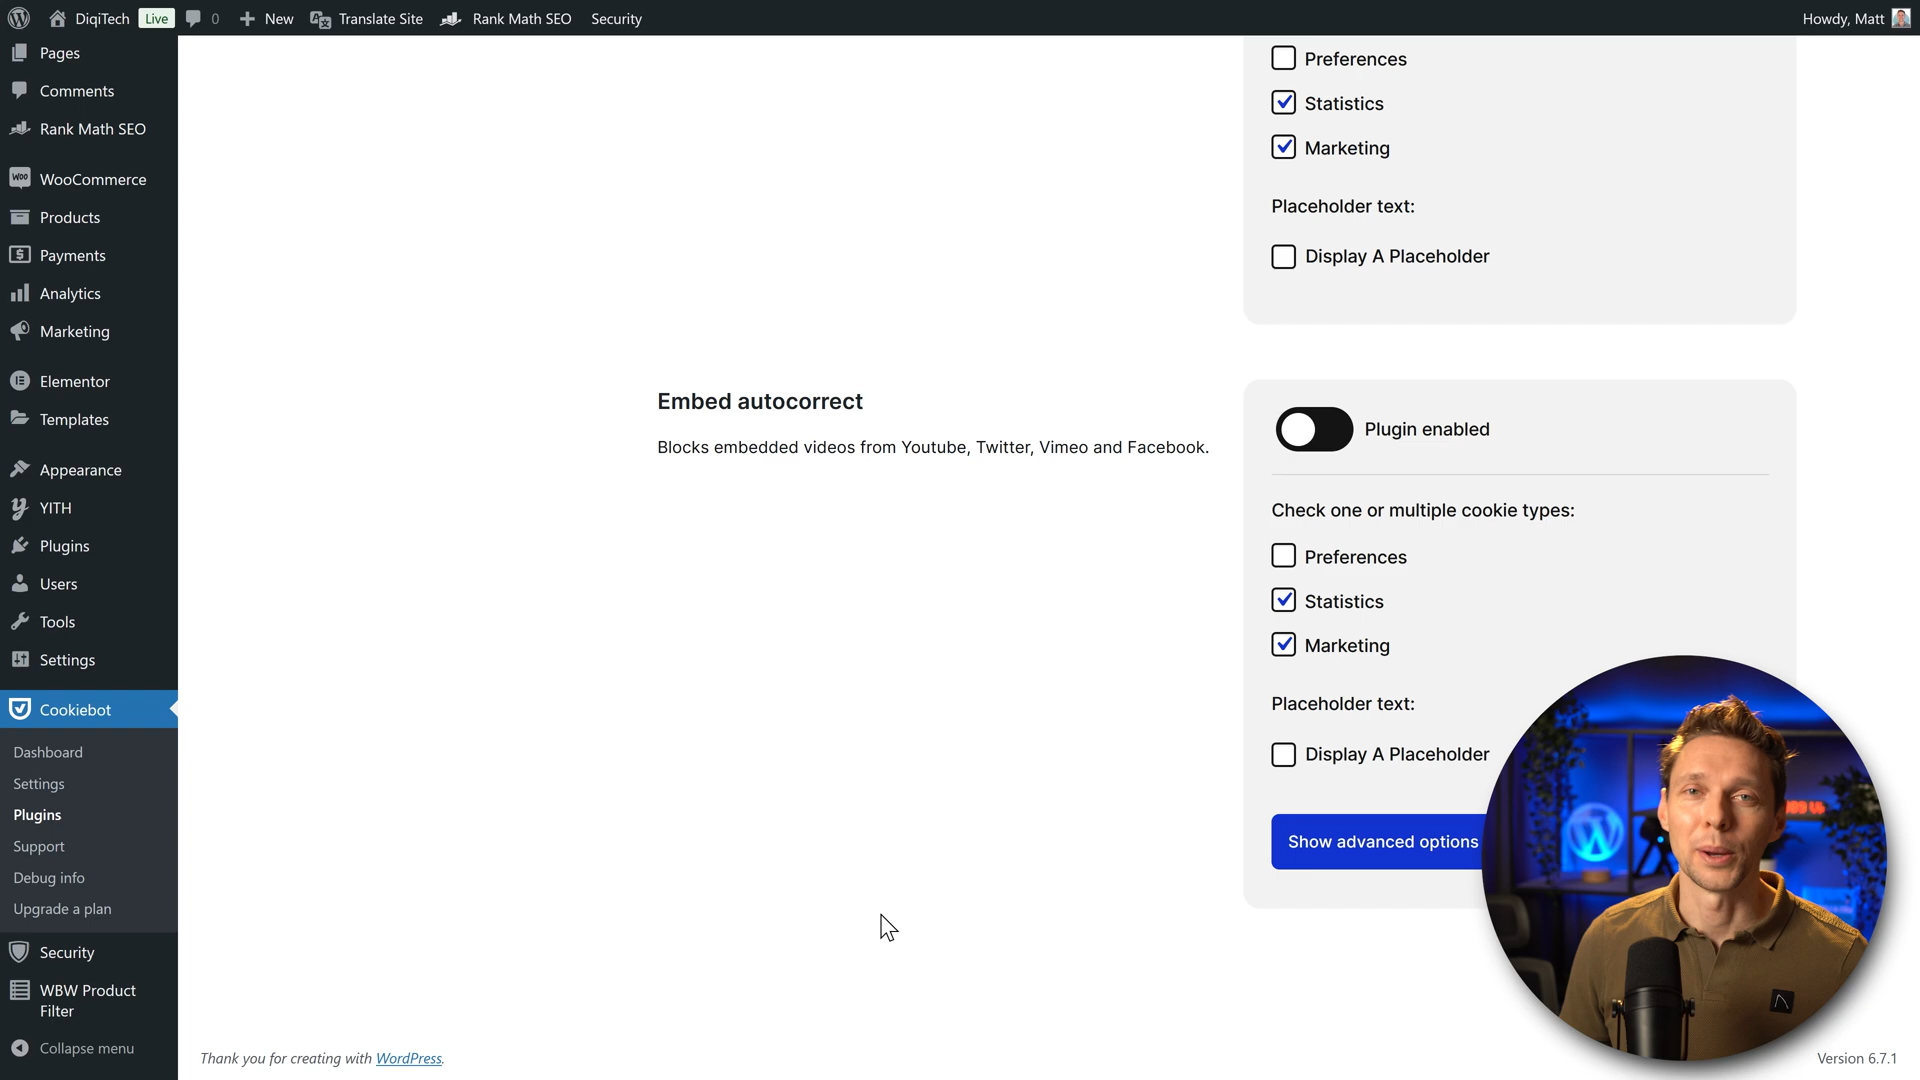 DiqiTech
Live
0
New
Translate Site
Rank Math SEO
Security
Howdy, Matt
Pages
Comments
Rank Math SEO
WooCommerce
Products
Payments
Analytics
Marketing
Elementor
Templates
Appearance
YITH
Plugins
Users
Tools
Settings
Cookiebot
Dashboard
Settings
Plugins
Support
Debug info
Upgrade a plan
Security
WBW Product
Filter
Collapse menu
Preferences
Statistics
Marketing
Placeholder text:
Display A Placeholder
Embed autocorrect
Blocks embedded videos from Youtube, Twitter, Vimeo and Facebook.
Plugin enabled
Check one or multiple cookie types:
Preferences
Statistics
Marketing
Placeholder text:
Display A Placeholder
Show advanced options
Thank you for creating with WordPress.
Version 6.7.1